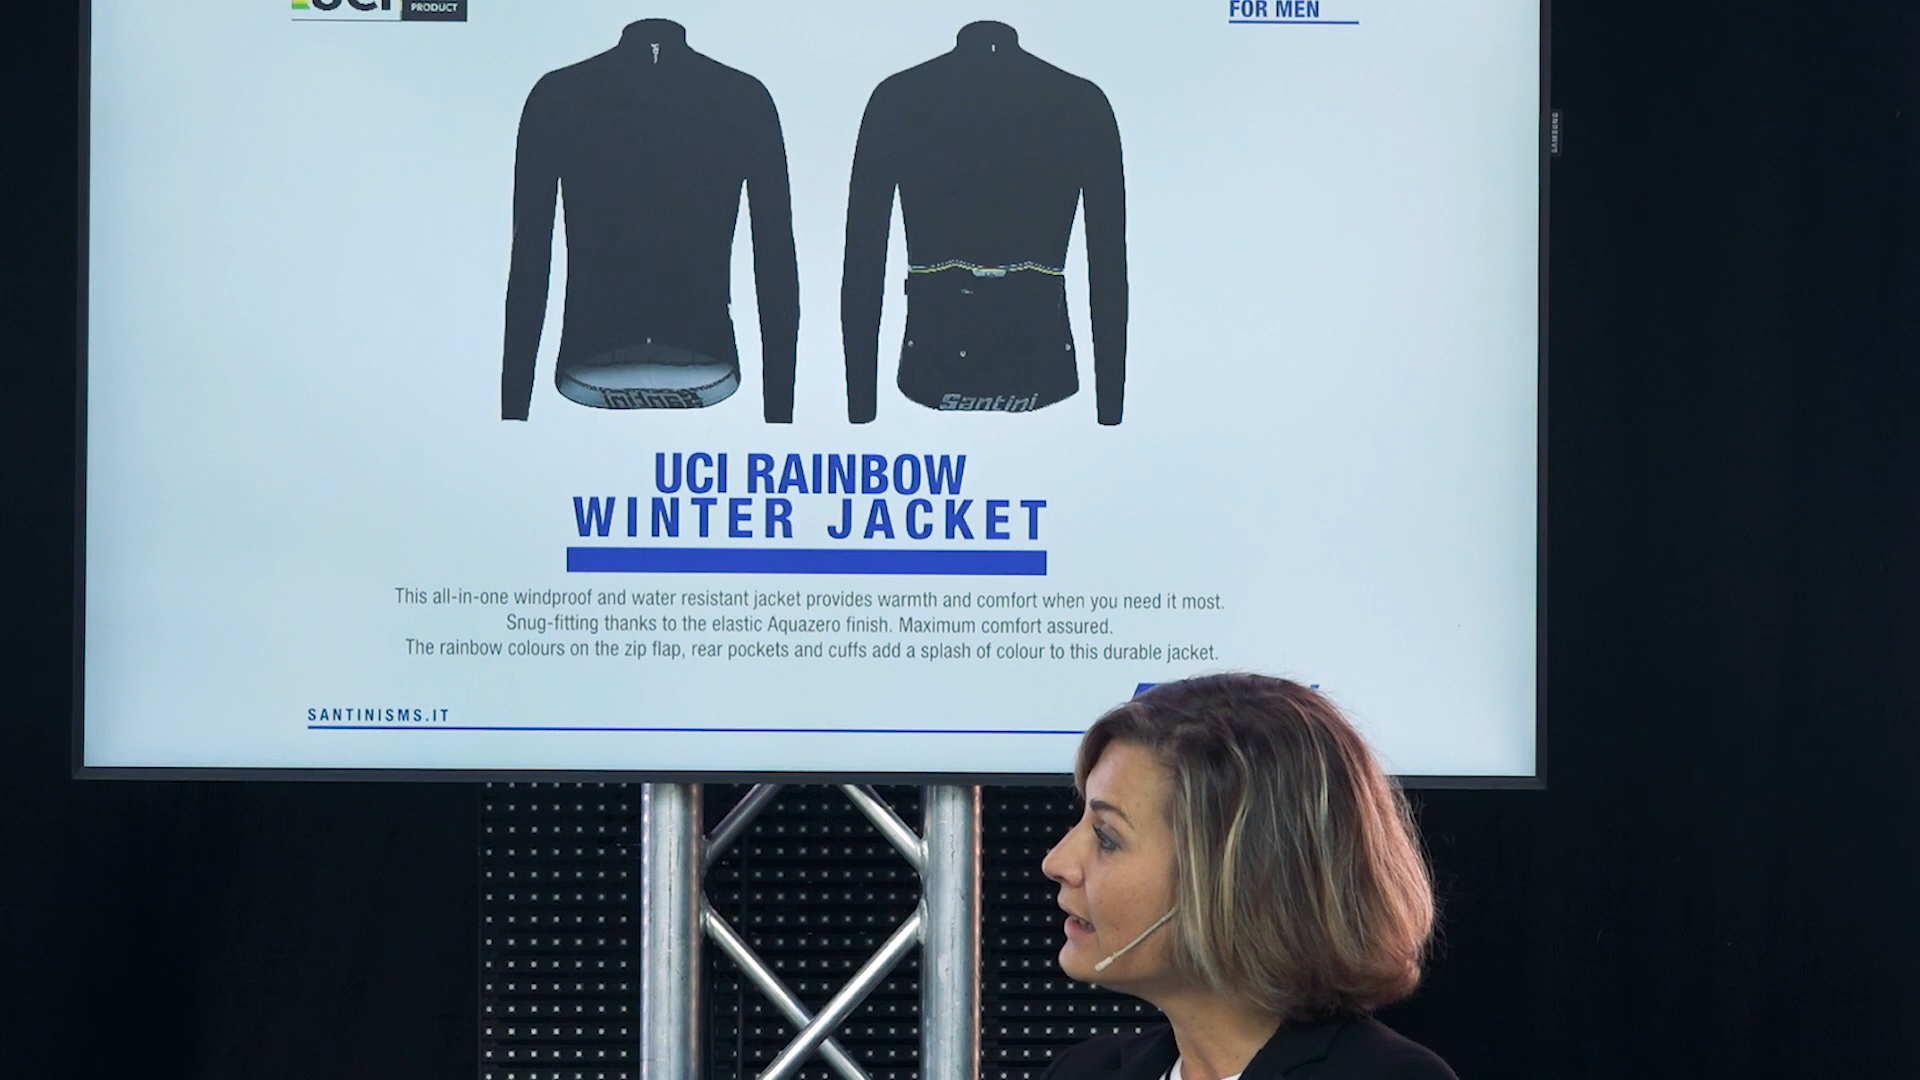 UCI
PRODUCT
FOR MEN
SAMSUNG
Santini
UCI RAINBOW
WINTER JACKET
This all-in-one windproof and water resistant jacket provides warmth and comfort when you need it most.
Snug-fitting thanks to the elastic Aquazero finish. Maximum comfort assured.
The rainbow colours on the zip flap, rear pockets and cuffs add a splash of colour to this durable jacket.
SANTINISMS.IT